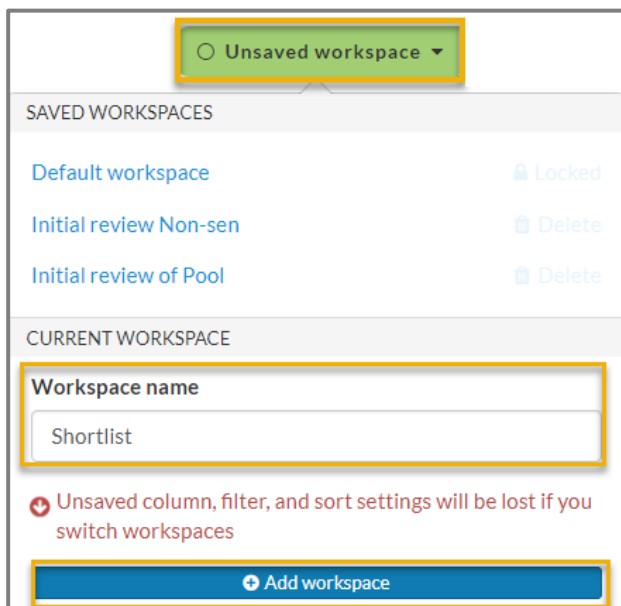 Unsaved workspace
SAVED WORKSPACES
Default workspace Locked
Initial review Non-sen Delete
Initial review of Pool Delete
CURRENT WORKSPACE
Workspace name
Shortlist
Unsaved column, filter, and sort settings will be lost if you
switch workspaces
Add workspace